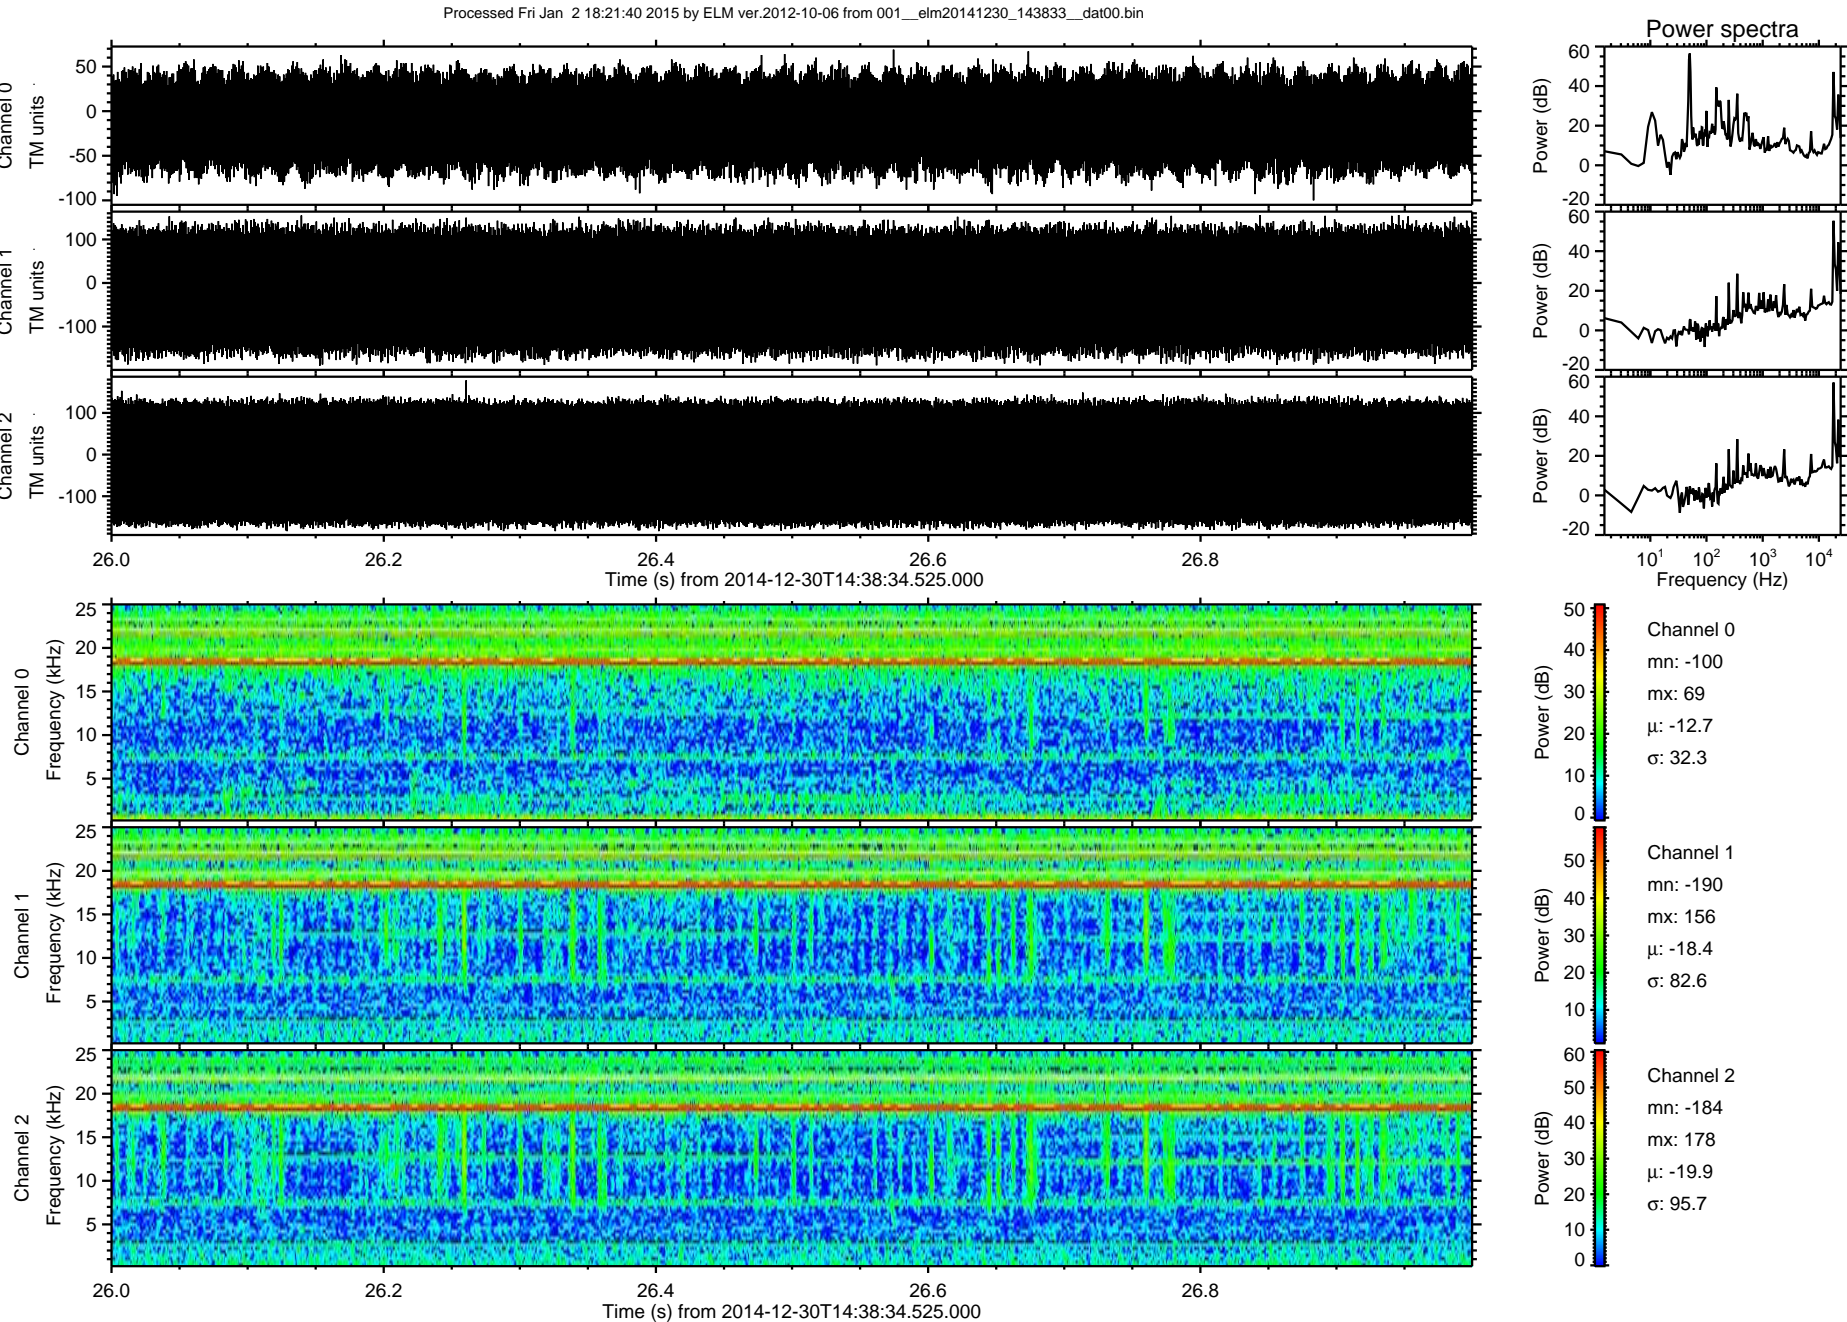 Processed Fri Jan 2 18:21:40 2015 by ELM ver.2012-10-06 from 001__elm20141230_143833__dat00.bin
Power spectra
Channel 0
TM units
50
0
-50
-100
Power (dB)
60
40
20
0
-20
Channel 1
TM units
100
0
-100
Power (dB)
60
40
20
0
-20
Channel 2
TM units
100
0
-100
Power (dB)
60
40
20
0
-20
26.0 26.2 26.4 26.6 26.8
Time (s) from 2014-12-30T14:38:34.525.000
10^1 10^2 10^3 10^4
Frequency (Hz)
Channel 0
Frequency (kHz)
25
20
15
10
5
Power (dB)
50
40
30
20
10
0
Channel 0
mn: -100
mx: 69
μ: -12.7
σ: 32.3
Channel 1
Frequency (kHz)
25
20
15
10
5
Power (dB)
50
40
30
20
10
Channel 1
mn: -190
mx: 156
μ: -18.4
σ: 82.6
Channel 2
Frequency (kHz)
25
20
15
10
5
Power (dB)
60
50
40
30
20
10
0
Channel 2
mn: -184
mx: 178
μ: -19.9
σ: 95.7
26.0 26.2 26.4 26.6 26.8
Time (s) from 2014-12-30T14:38:34.525.000